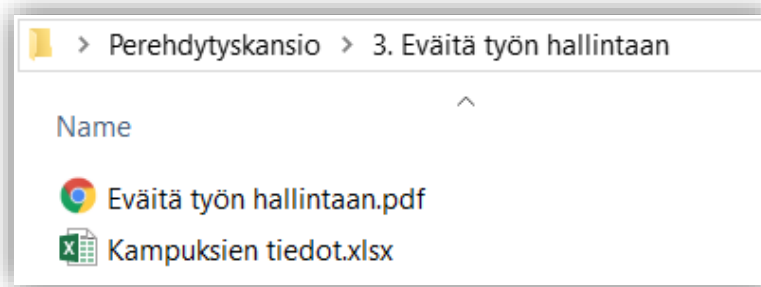 > Perehdytyskansio > 3. Eväitä työn hallintaan
Name
Eväitä työn hallintaan.pdf
Kampuksien tiedot.xlsx